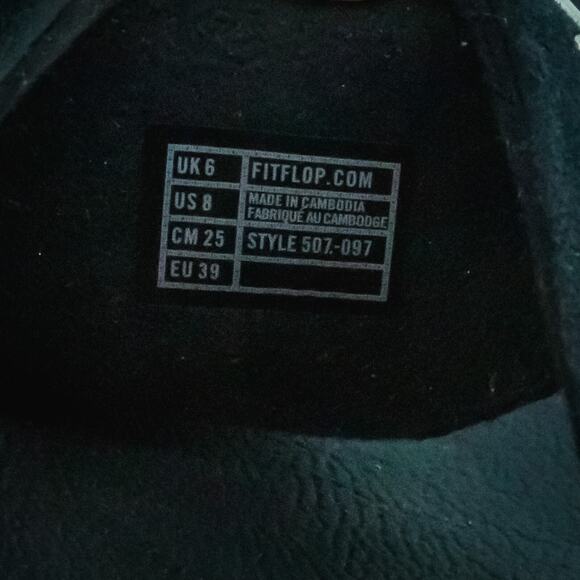 UK 6
FITFLOP.COM
US 8
MADE IN CAMBODIA
FABRIQUÉ AU CAMBODGE
CM 25
STYLE 507.-097
EU 39